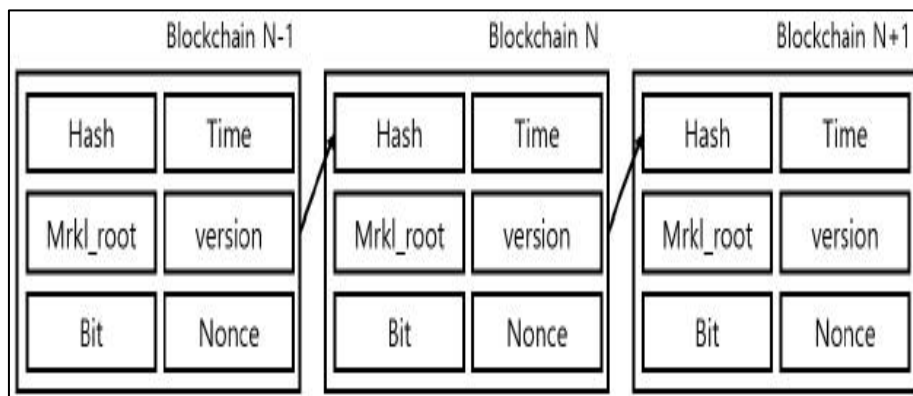 Blockchain N-1 Blockchain N Blockchain N+1
Hash Time Hash Time Hash Time
Mrkl_root version Mrkl_root version Mrkl_root version
Bit Nonce Bit Nonce Bit Nonce